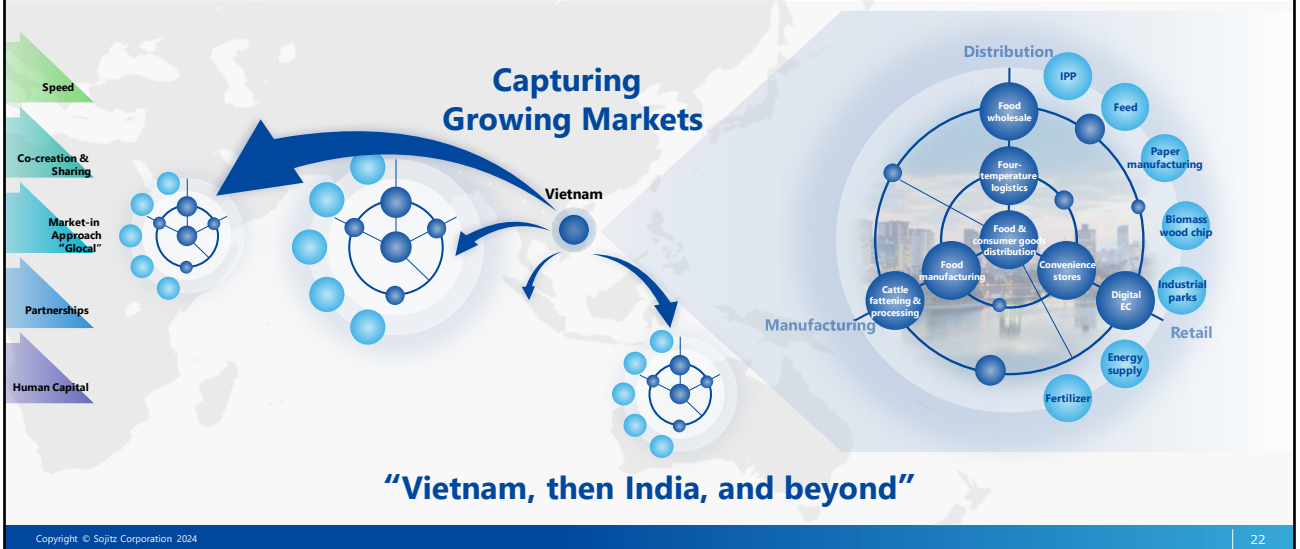 Speed
Co-creation &
Sharing
Market-in
Approach
“Glocal”
Partnerships
Human Capital
Capturing
Growing Markets
Vietnam
Distribution
IPP
Feed
Paper
manufacturing
Biomass
wood chip
Industrial
parks
Energy
supply
Fertilizer
Food
wholesale
Four-
temperature
logistics
Food &
consumer goods
distribution
Food
manufacturing
Convenience
stores
Cattle
fattening &
processing
Digital
EC
Manufacturing
Retail
“Vietnam, then India, and beyond”
Copyright © Sojitz Corporation 2024
22